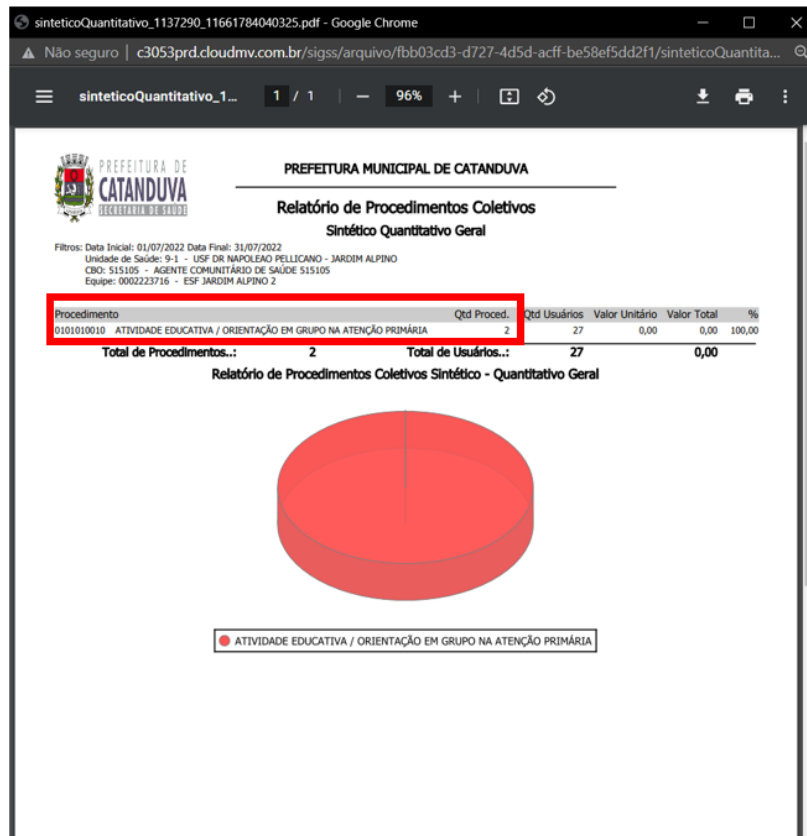 sinteticoQuantitativo_1137290_11661784040325.pdf - Google Chrome
Não seguro | c3053prd.cloudmv.com.br/sigss/arquivo/fbb03cd3-d727-4d5d-acff-be58ef5dd2f1/sinteticoQuantita...
sinteticoQuantitativo_1... 1 / 1 96%
PREFEITURA DE
CATANDUVA
SECRETARIA DE SAÚDE
PREFEITURA MUNICIPAL DE CATANDUVA
Relatório de Procedimentos Coletivos
Sintético Quantitativo Geral
Filtros: Data Inicial: 01/07/2022 Data Final: 31/07/2022
Unidade de Saúde: 9-1 - USF DR NAPOLEAO PELLICANO - JARDIM ALPINO
CBO: 515105 - AGENTE COMUNITÁRIO DE SAÚDE 515105
Equipe: 0002223716 - ESF JARDIM ALPINO 2
Procedimento Qtd Proced. Qtd Usuários Valor Unitário Valor Total %
0101010010 ATIVIDADE EDUCATIVA / ORIENTAÇÃO EM GRUPO NA ATENÇÃO PRIMÁRIA 2 27 0,00 0,00 100,00
Total de Procedimentos..: 2 Total de Usuários..: 27 0,00
Relatório de Procedimentos Coletivos Sintético - Quantitativo Geral
ATIVIDADE EDUCATIVA / ORIENTAÇÃO EM GRUPO NA ATENÇÃO PRIMÁRIA